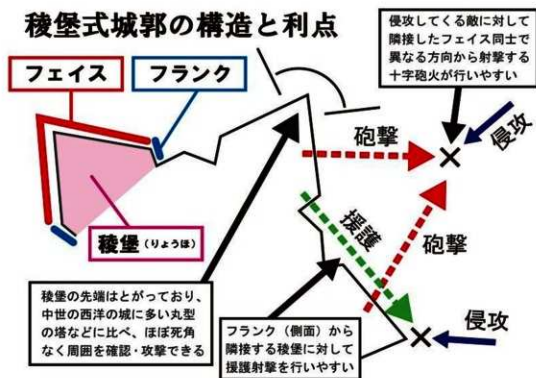 稜堡式城郭の構造と利点
フェイス
フランク
稜堡(りょうほ)
侵攻してくる敵に対して
隣接したフェイス同士で
異なる方向から射撃する
十字砲火が行いやすい
砲撃
侵攻
援護
砲撃
侵攻
稜堡の先端はとがっており、
中世の西洋の城に多い丸型
の塔などに比べ、ほぼ死角
なく周囲を確認・攻撃できる
フランク(側面)から
隣接する稜堡に対して
援護射撃を行いやすい